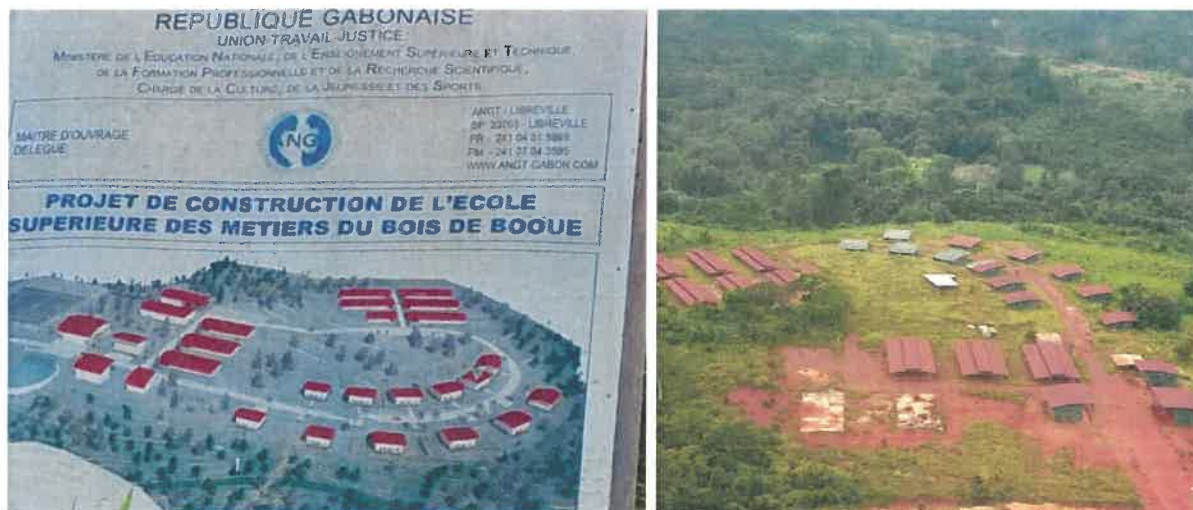 REPUBLIQUE GABONAISE
UNION-TRAVAIL-JUSTICE
MINISTERE DE L'EDUCATION NATIONALE, DE L'ENSEIGNEMENT SUPERIEURE ET TECHNIQUE,
DE LA FORMATION PROFESSIONNELLE ET DE LA RECHERCHE SCIENTIFIQUE,
CHARGE DE LA CULTURE, DE LA JEUNESSE ET DES SPORTS
MAITRE D'OUVRAGE
DELEGUE
ANG
ANGT / LIBREVILLE
LIBREVILLE
WWW.ANGT-GABON.COM
PROJET DE CONSTRUCTION DE L'ECOLE
SUPERIEURE DES METIERS DU BOIS DE BOOUE